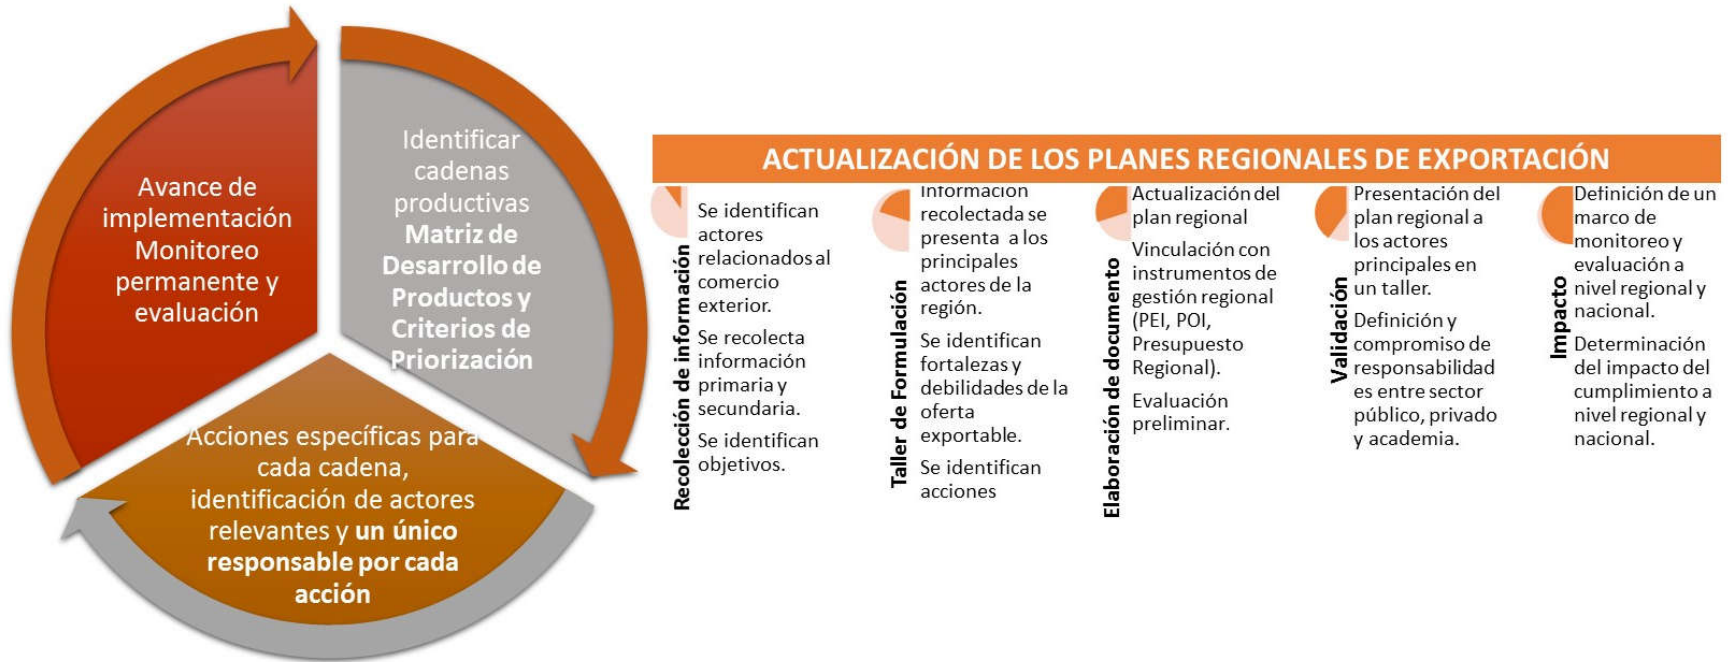 Avance de
implementación
Monitoreo
permanente y
evaluación
Identificar
cadenas
productivas
Matriz de
Desarrollo de
Productos y
Criterios de
Priorización
Acciones específicas para
cada cadena,
identificación de actores
relevantes y un único
responsable por cada
acción
ACTUALIZACIÓN DE LOS PLANES REGIONALES DE EXPORTACIÓN
Recolección de información
Se identifican
actores
relacionados al
comercio
exterior.
Se recolecta
información
primaria y
secundaria.
Se identifican
objetivos.
Taller de Formulación
Información
recolectada se
presenta a los
principales
actores de la
región.
Se identifican
fortalezas y
debilidades de la
oferta
exportable.
Se identifican
acciones
Elaboración de documento
Actualización del
plan regional
Vinculación con
instrumentos de
gestión regional
(PEI, POI,
Presupuesto
Regional).
Evaluación
preliminar.
Validación
Presentación del
plan regional a
los actores
principales en
un taller.
Definición y
compromiso de
responsabilidad
es entre sector
público, privado
y academia.
Impacto
Definición de un
marco de
monitoreo y
evaluación a
nivel regional y
nacional.
Determinación
del impacto del
cumplimiento a
nivel regional y
nacional.